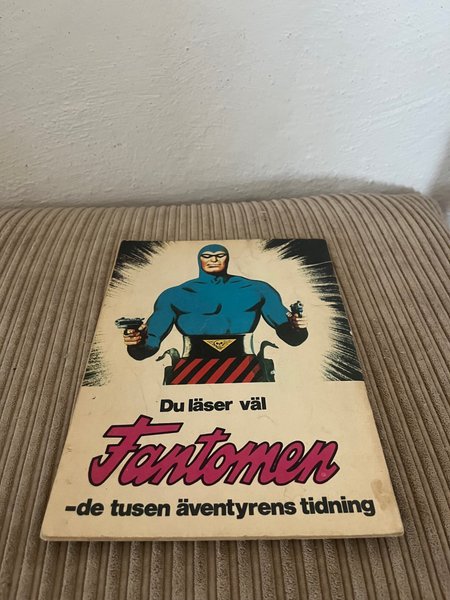 Du läser väl
Fantomen
-de tusen äventyrens tidning